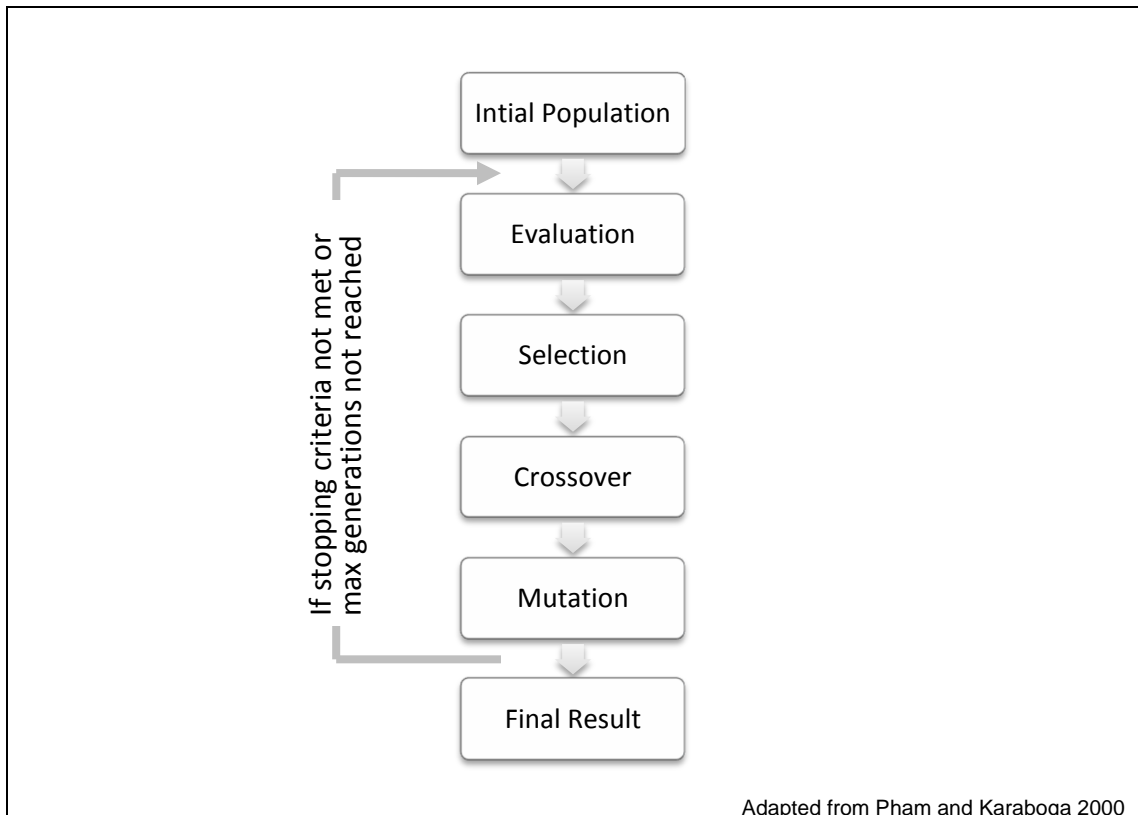 Intial Population
Evaluation
Selection
Crossover
Mutation
Final Result
If stopping criteria not met or
max generations not reached
Adapted from Pham and Karaboga 2000